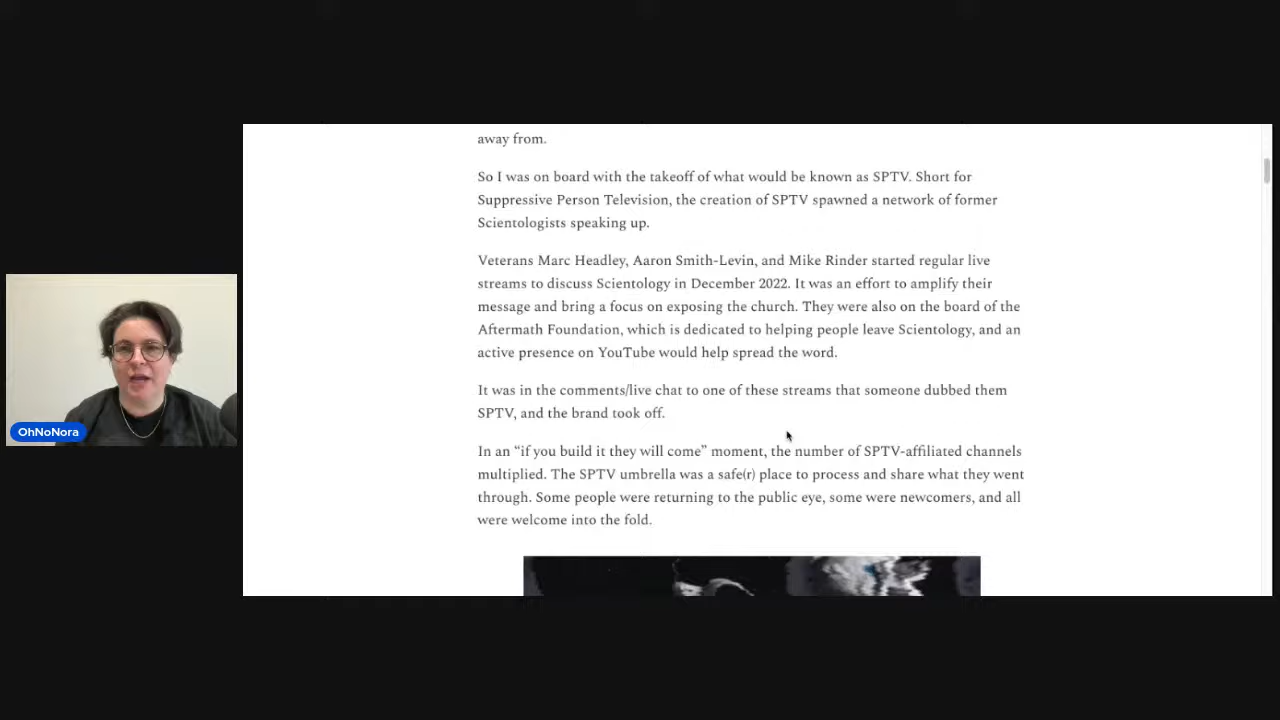 away from.
So I was on board with the takeoff of what would be known as SPTV. Short for
Suppressive Person Television, the creation of SPTV spawned a network of former
Scientologists speaking up.
Veterans Marc Headley, Aaron Smith-Levin, and Mike Rinder started regular live
streams to discuss Scientology in December 2022. It was an effort to amplify their
message and bring a focus on exposing the church. They were also on the board of the
Aftermath Foundation, which is dedicated to helping people leave Scientology, and an
active presence on YouTube would help spread the word.
It was in the comments/live chat to one of these streams that someone dubbed them
SPTV, and the brand took off.
In an “if you build it they will come” moment, the number of SPTV-affiliated channels
multiplied. The SPTV umbrella was a safe(r) place to process and share what they went
through. Some people were returning to the public eye, some were newcomers, and all
were welcome into the fold.
OhNoNora